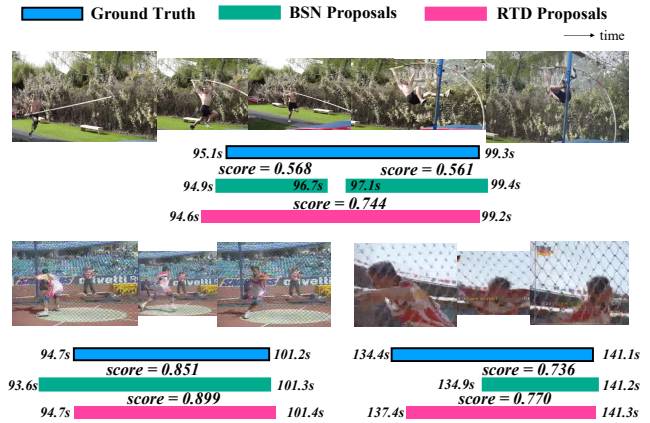 Ground Truth BSN Proposals RTD Proposals
time
95.1s 99.3s
score = 0.568 score = 0.561
94.9s 96.7s 97.1s 99.4s
score = 0.744
94.6s 99.2s
94.7s 101.2s 134.4s 141.1s
score = 0.851 score = 0.736
93.6s 101.3s 134.9s 141.2s
score = 0.899 score = 0.770
94.7s 101.4s 137.4s 141.3s